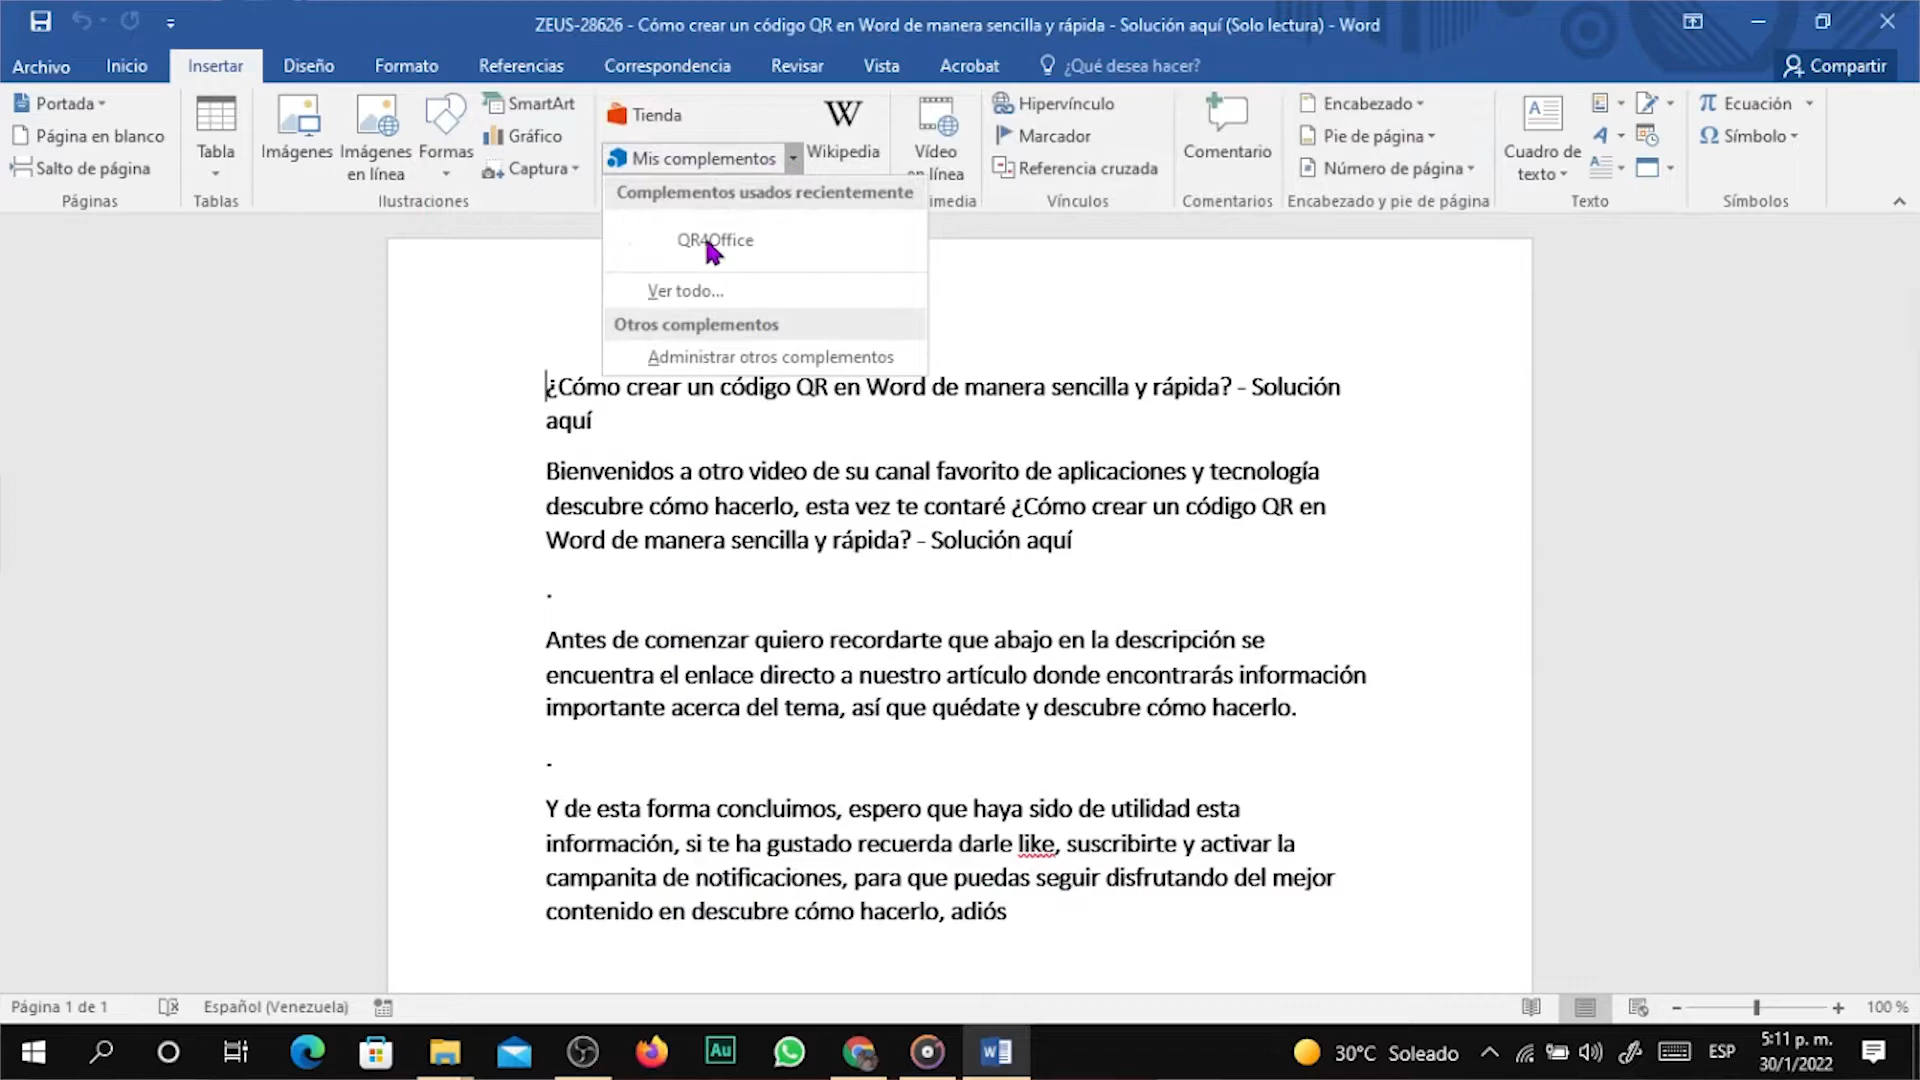 ZEUS-28626 - Cómo crear un código QR en Word de manera sencilla y rápida - Solución aquí (Solo lectura) - Word
Archivo Inicio Insertar Diseño Formato Referencias Correspondencia Revisar Vista Acrobat ¿Qué desea hacer? Compartir
Portada
Página en blanco
Salto de página
Páginas
Tabla
Tablas
Imágenes
Imágenes en línea
Formas
SmartArt
Gráfico
Captura
Ilustraciones
Tienda
Mis complementos
W
Wikipedia
Vídeo
en línea
imedia
Hipervínculo
Marcador
Referencia cruzada
Vínculos
Comentario
Comentarios
Encabezado
Pie de página
Número de página
Encabezado y pie de página
Cuadro de texto
Texto
Ecuación
Símbolo
Símbolos
Complementos usados recientemente
QR4Office
Ver todo...
Otros complementos
Administrar otros complementos
¿Cómo crear un código QR en Word de manera sencilla y rápida? - Solución
aquí
Bienvenidos a otro video de su canal favorito de aplicaciones y tecnología
descubre cómo hacerlo, esta vez te contaré ¿Cómo crear un código QR en
Word de manera sencilla y rápida? - Solución aquí
.
Antes de comenzar quiero recordarte que abajo en la descripción se
encuentra el enlace directo a nuestro artículo donde encontrarás información
importante acerca del tema, así que quédate y descubre cómo hacerlo.
.
Y de esta forma concluimos, espero que haya sido de utilidad esta
información, si te ha gustado recuerda darle like, suscribirte y activar la
campanita de notificaciones, para que puedas seguir disfrutando del mejor
contenido en descubre cómo hacerlo, adiós
Página 1 de 1 Español (Venezuela) 100 %
Au
30°C Soleado ESP 5:11 p. m.
30/1/2022